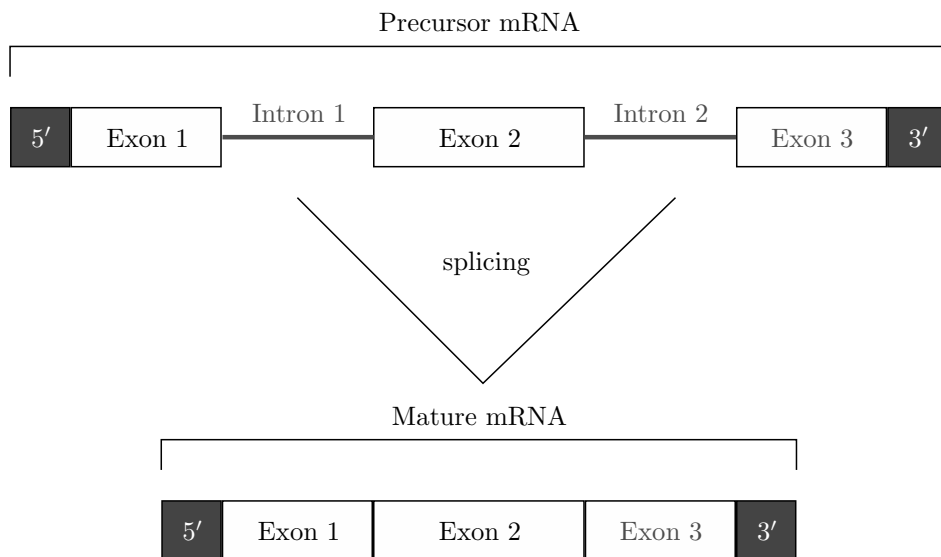 Precursor mRNA
5′ Exon 1 Intron 1 Exon 2 Intron 2 Exon 3 3′
splicing
Mature mRNA
5′ Exon 1 Exon 2 Exon 3 3′